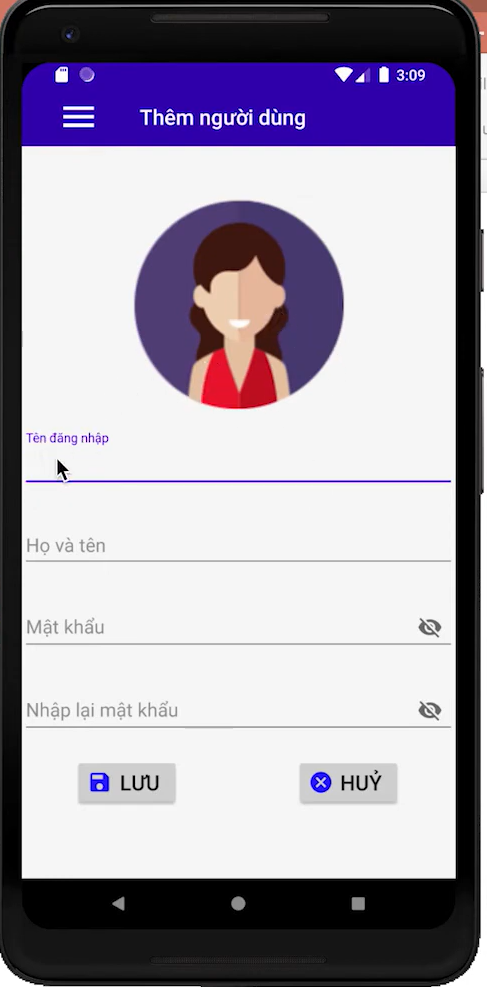 3:09
Thêm người dùng
Tên đăng nhập
Họ và tên
Mật khẩu
Nhập lại mật khẩu
LƯU
HUỶ